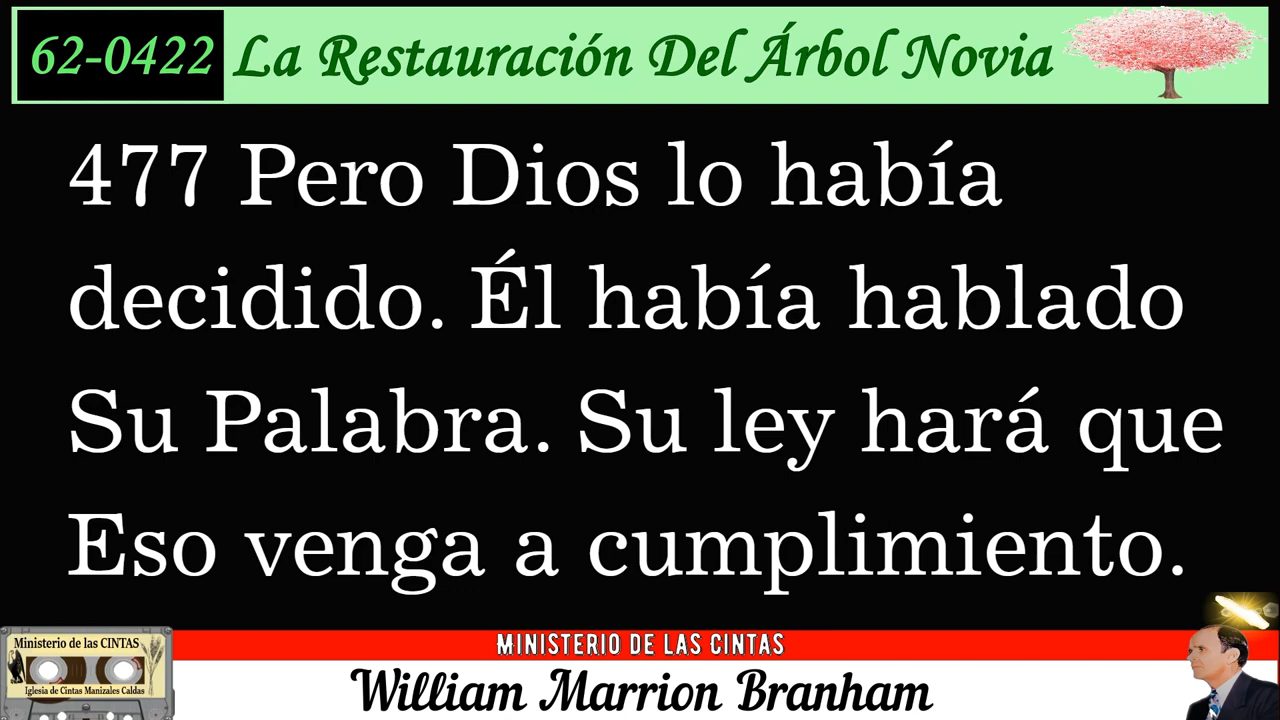 62-0422 La Restauración Del Árbol Novia
477 Pero Dios lo había
decidido. Él había hablado
Su Palabra. Su ley hará que
Eso venga a cumplimiento.
MINISTERIO DE LAS CINTAS
Ministerio de las CINTAS
Iglesia de Cintas Manizales Caldas
William Marrion Branham